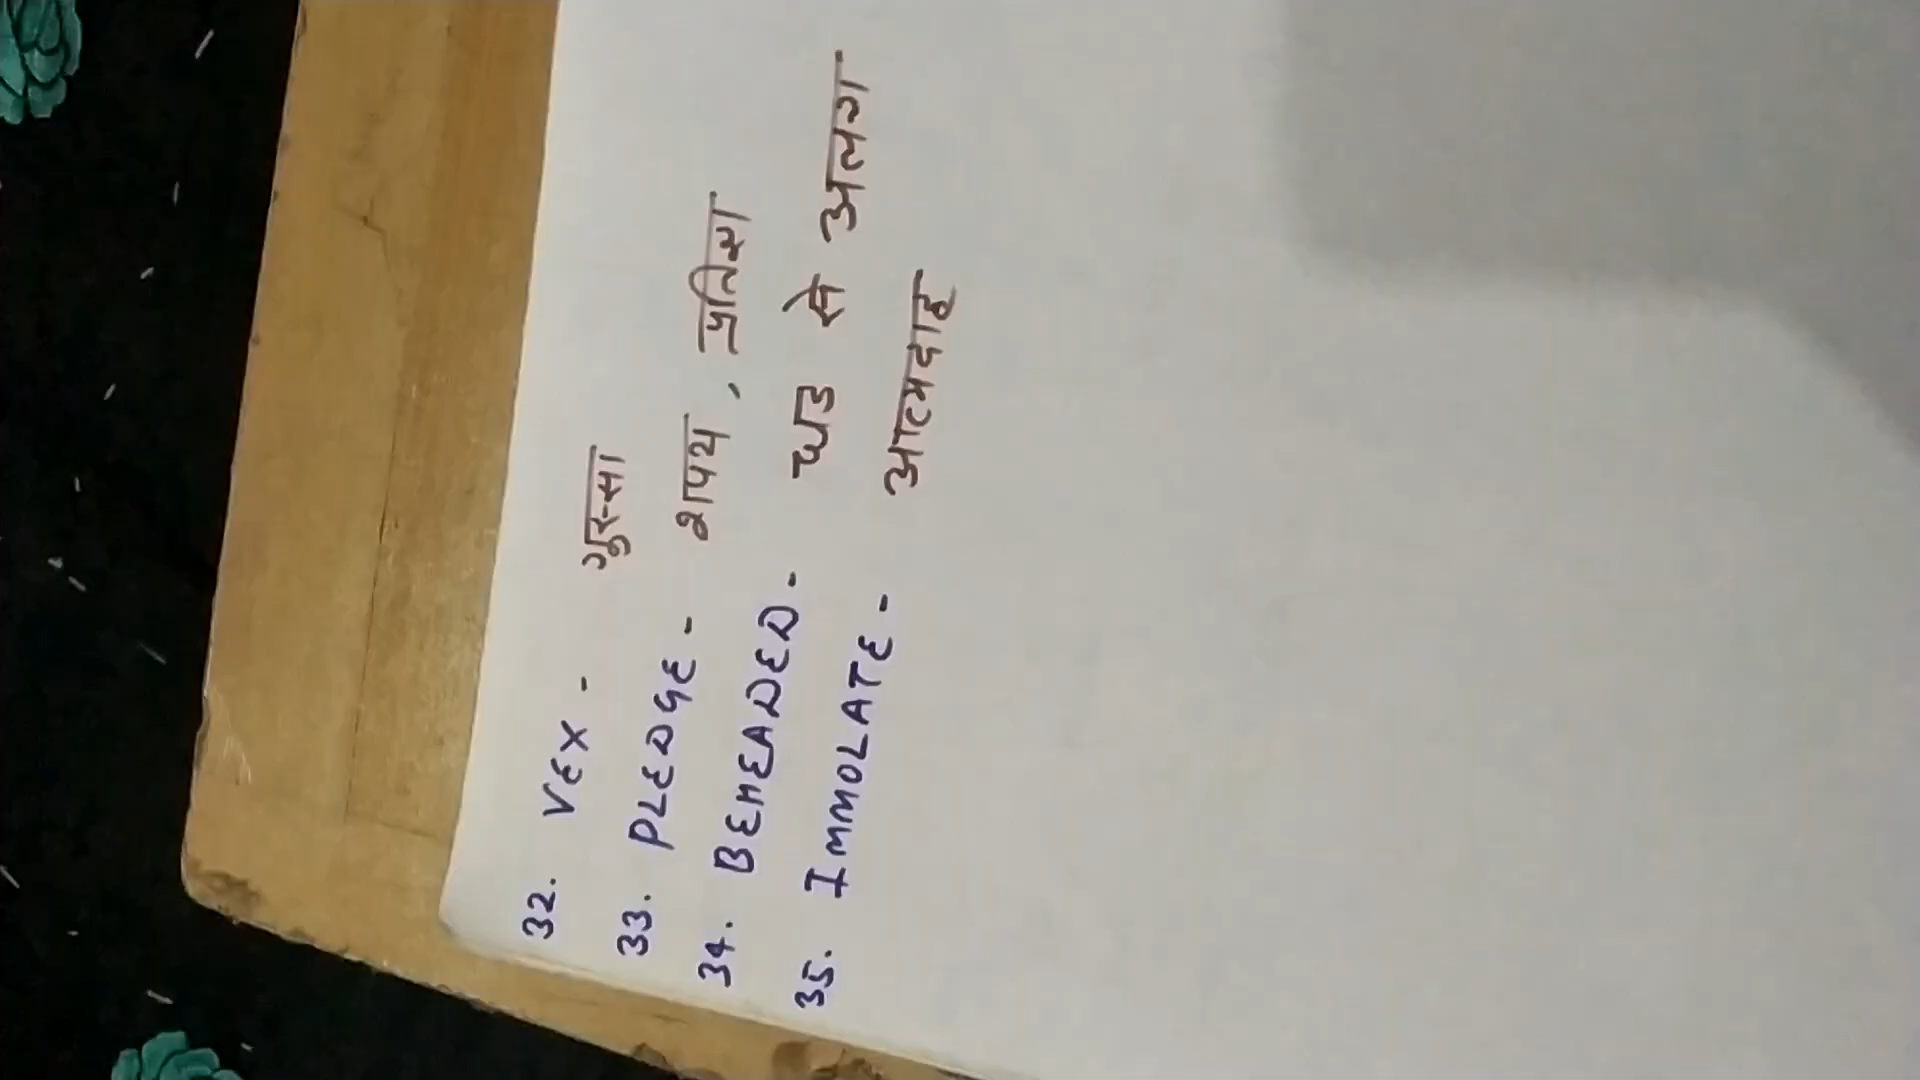 32. VEX - गुस्सा
33. PLEDGE - शपथ, प्रतिज्ञा
34. BEHEADED - धड से अलग
35. IMMOLATE - आत्मदाह